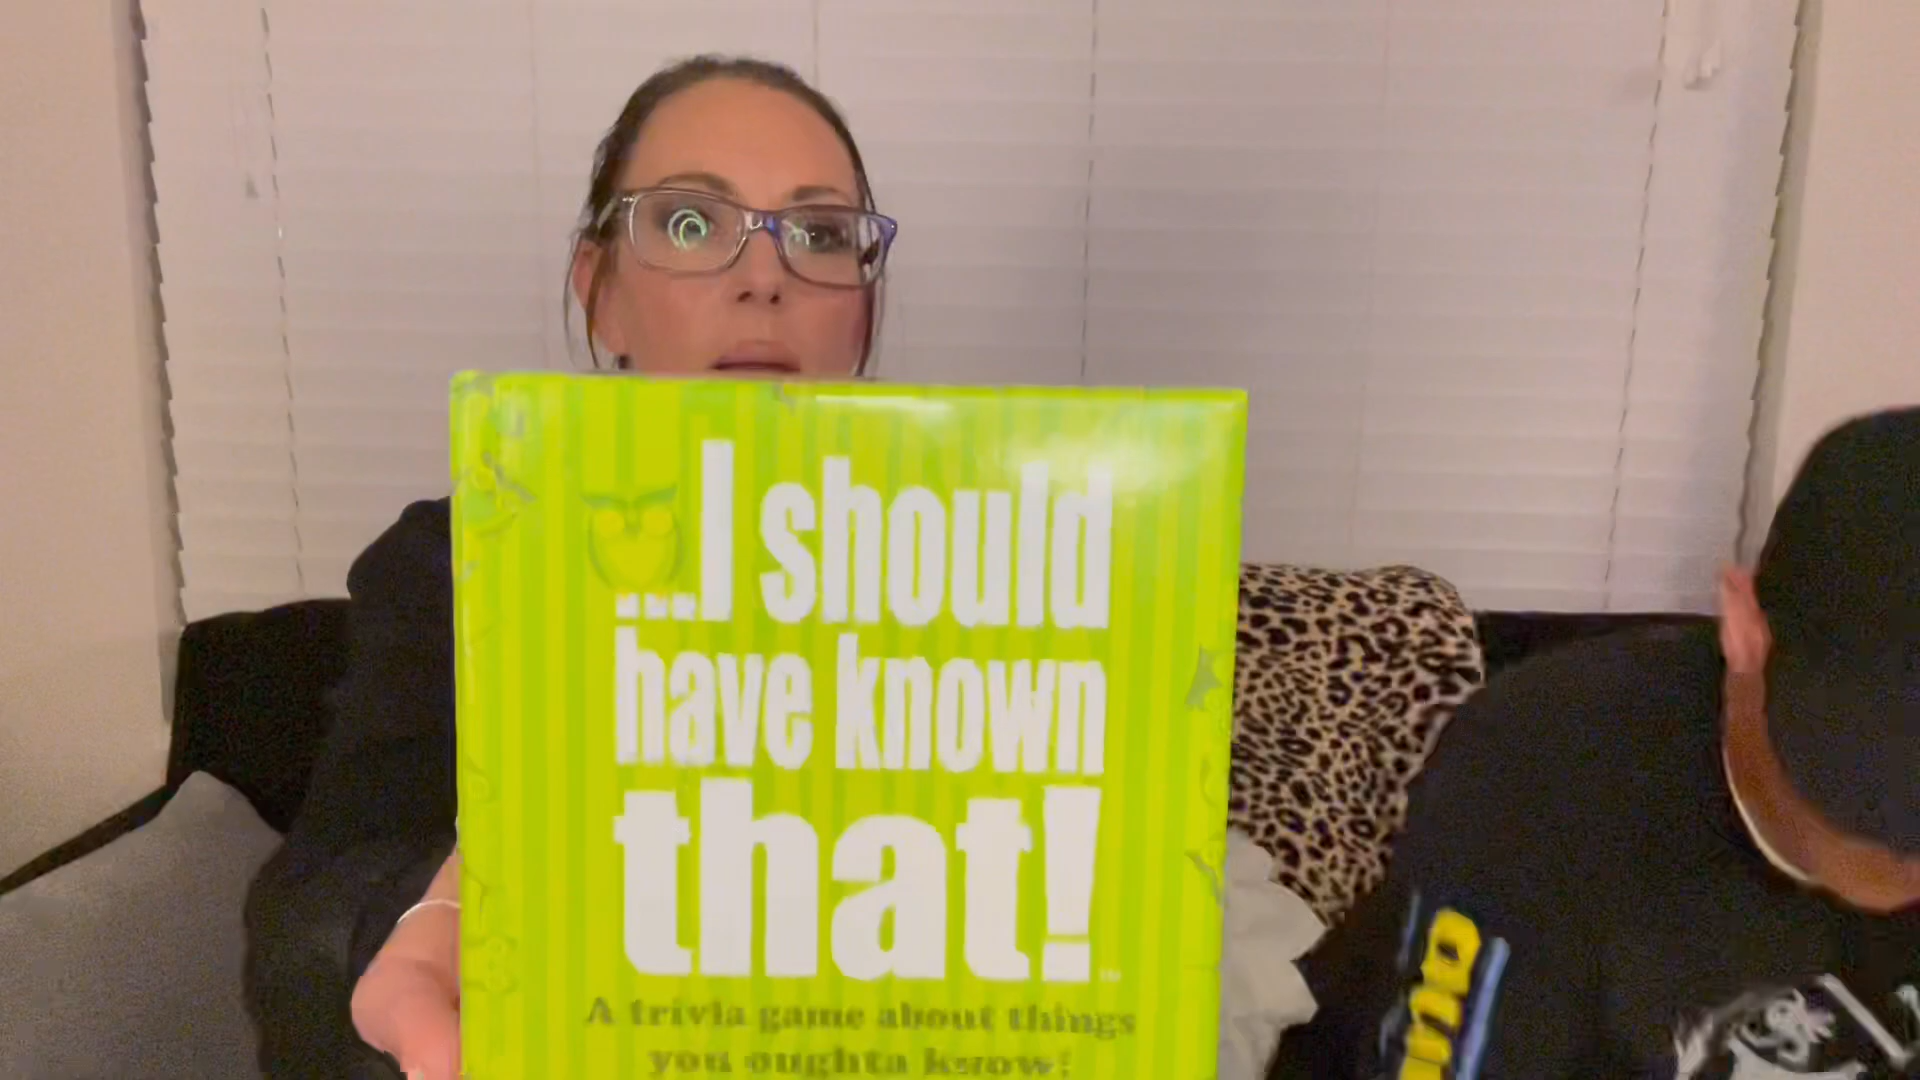 ...I should
have known
that!
A trivia game about things
you oughta know!